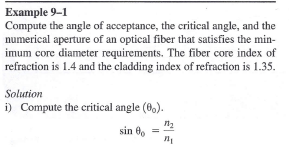 Example 9–1
Compute the angle of acceptance, the critical angle, and the
numerical aperture of an optical fiber that satisfies the min-
imum core diameter requirements. The fiber core index of
refraction is 1.4 and the cladding index of refraction is 1.35.
Solution
i) Compute the critical angle (θ₀).
sin θ₀ = n₂/n₁